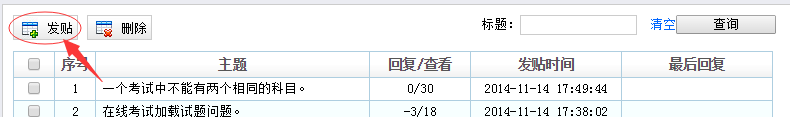 发贴 删除 标题: 清空 查询
序号 主题 回复/查看 发贴时间 最后回复
1 一个考试中不能有两个相同的科目。 0/30 2014-11-14 17:49:44
2 在线考试加载试题问题。 -3/18 2014-11-14 17:38:02